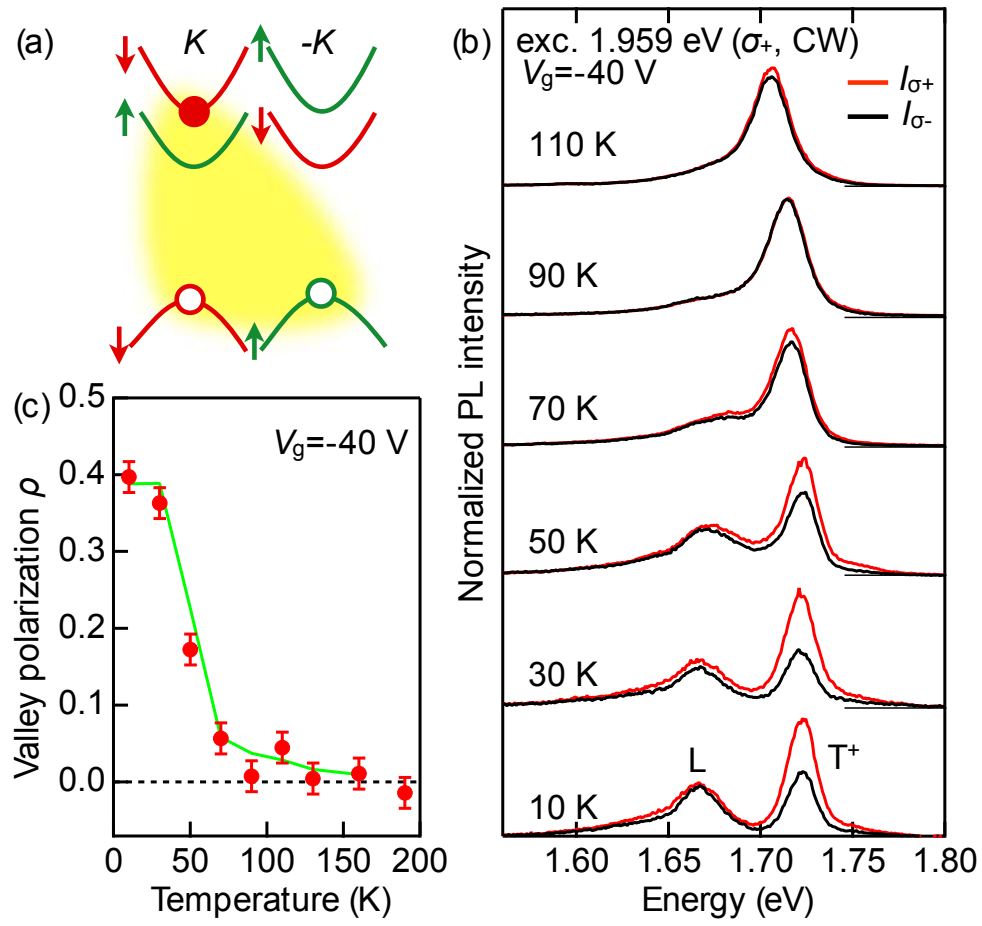 (a)
K
-K
(b)
exc. 1.959 eV (σ+, CW)
Vg=-40 V
Iσ+
Iσ-
110 K
90 K
70 K
50 K
30 K
10 K
L
T+
Normalized PL intensity
1.60
1.65
1.70
1.75
1.80
Energy (eV)
(c)
Vg=-40 V
Valley polarization ρ
0.5
0.4
0.3
0.2
0.1
0.0
0
50
100
150
200
Temperature (K)